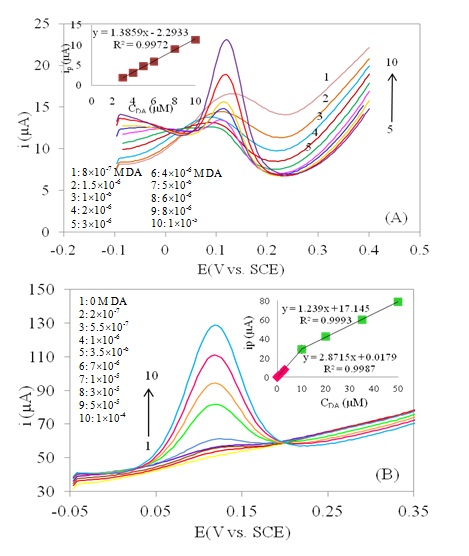 25
20
15
10
5
0
i (µA)
-0.2
-0.1
0
0.1
0.2
0.3
0.4
0.5
E(V vs. SCE)
15
10
5
0
ip (µA)
y = 1.3859x - 2.2933
R² = 0.9972
0 2 4 6 8 10
CDA (µM)
1
2
3
4
5
10
5
1:8×10⁻⁷ M DA
2:1.5×10⁻⁶
3:1×10⁻⁶
4:2×10⁻⁶
5:3×10⁻⁶
6:4×10⁻⁶ M DA
7:5×10⁻⁶
8:6×10⁻⁶
9:8×10⁻⁶
10:1×10⁻⁵
(A)
150
130
110
90
70
50
30
i (µA)
-0.05
0.05
0.15
0.25
0.35
E(V vs. SCE)
1:0 M DA
2:2×10⁻⁷
3:5.5×10⁻⁷
4:1×10⁻⁶
5:3.5×10⁻⁶
6:7×10⁻⁶
7:1×10⁻⁵
8:3×10⁻⁵
9:5×10⁻⁵
10:1×10⁻⁴
10
1
80
60
40
20
0
ip (µA)
y = 1.239x + 17.145
R² = 0.9993
y = 2.8715x + 0.0179
R² = 0.9987
0 10 20 30 40 50
CDA (µM)
(B)